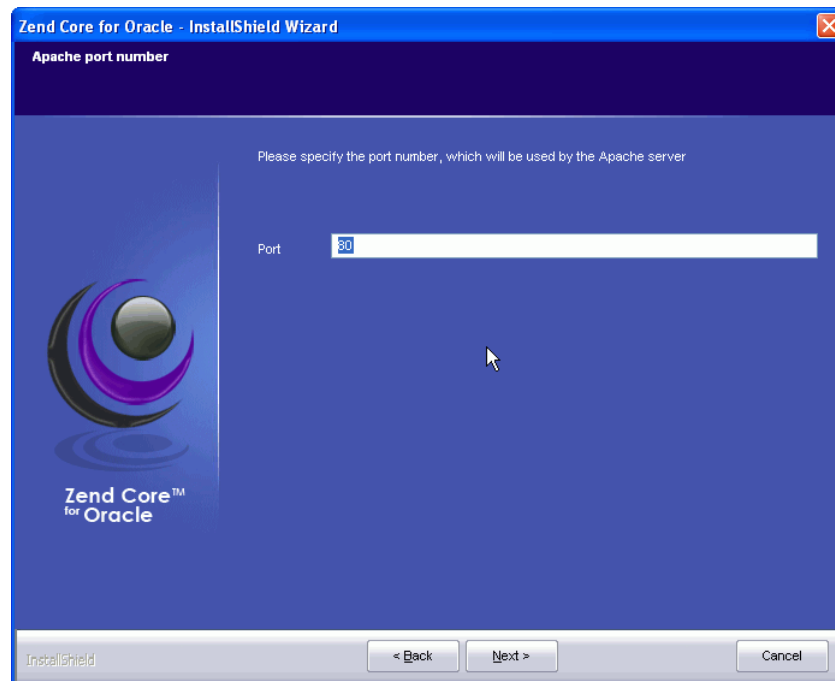 Zend Core for Oracle - InstallShield Wizard
Apache port number
Please specify the port number, which will be used by the Apache server
Port 80
Zend Core™
for Oracle
InstallShield
< Back Next > Cancel